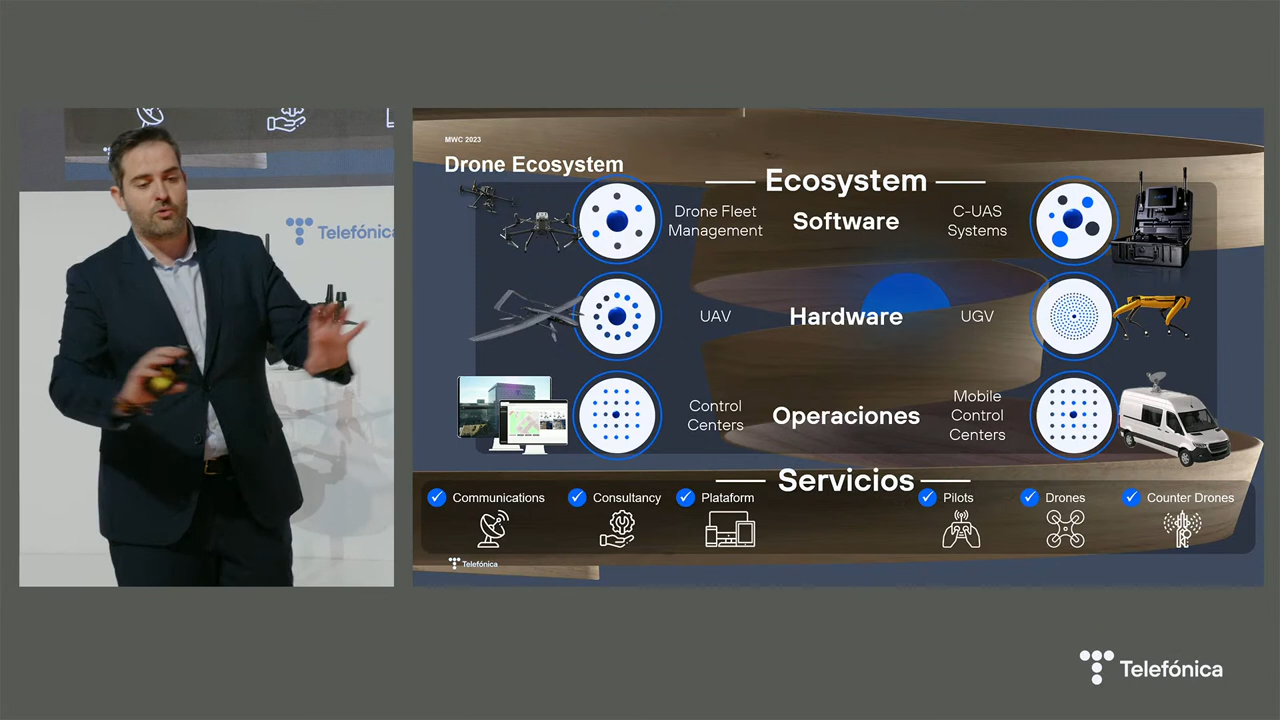 Telefónica
MWC 2023
Drone Ecosystem
Ecosystem
Drone Fleet
Management
Software
C-UAS
Systems
UAV
Hardware
UGV
Control
Centers
Operaciones
Mobile
Control
Centers
Servicios
Communications
Consultancy
Plataform
Pilots
Drones
Counter Drones
Telefónica
Telefónica